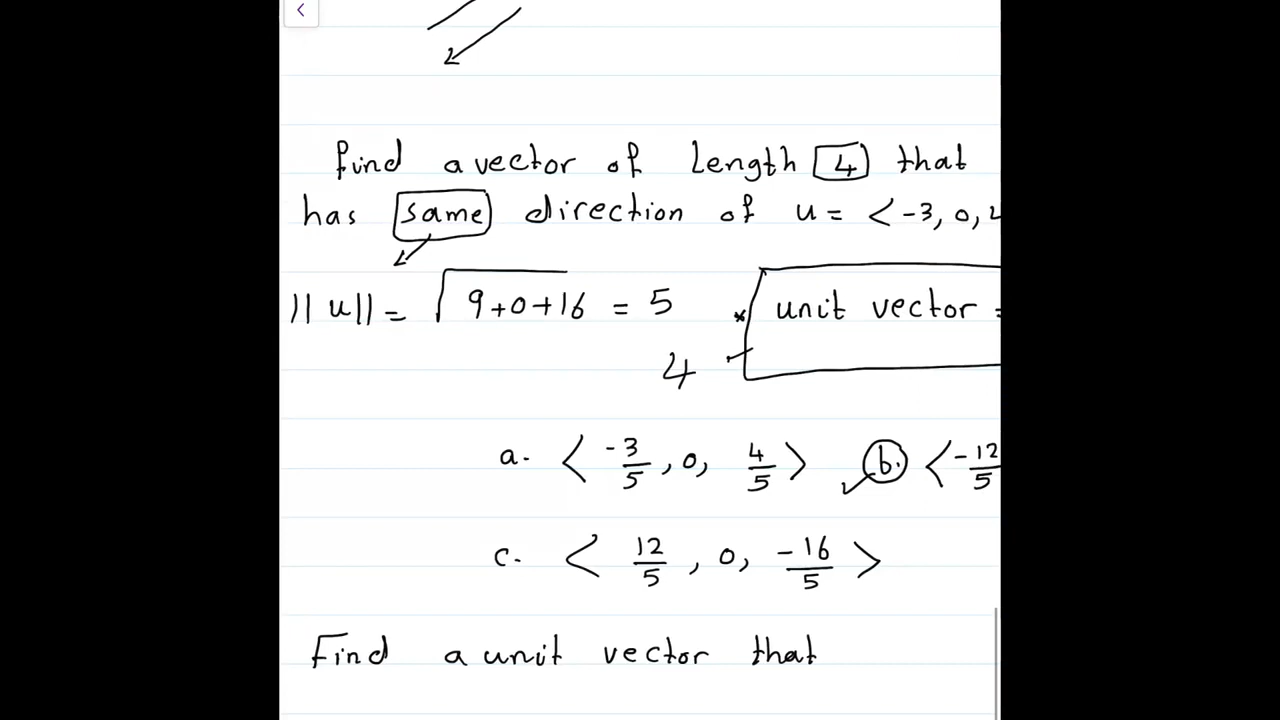 find a vector of length 4 that
has same direction of u = < -3, 0, 4
||u|| = √9+0+16 = 5 * unit vector =
4
a. < -3/5, 0, 4/5 > b. < -12/5
c. < 12/5, 0, -16/5 >
Find a unit vector that